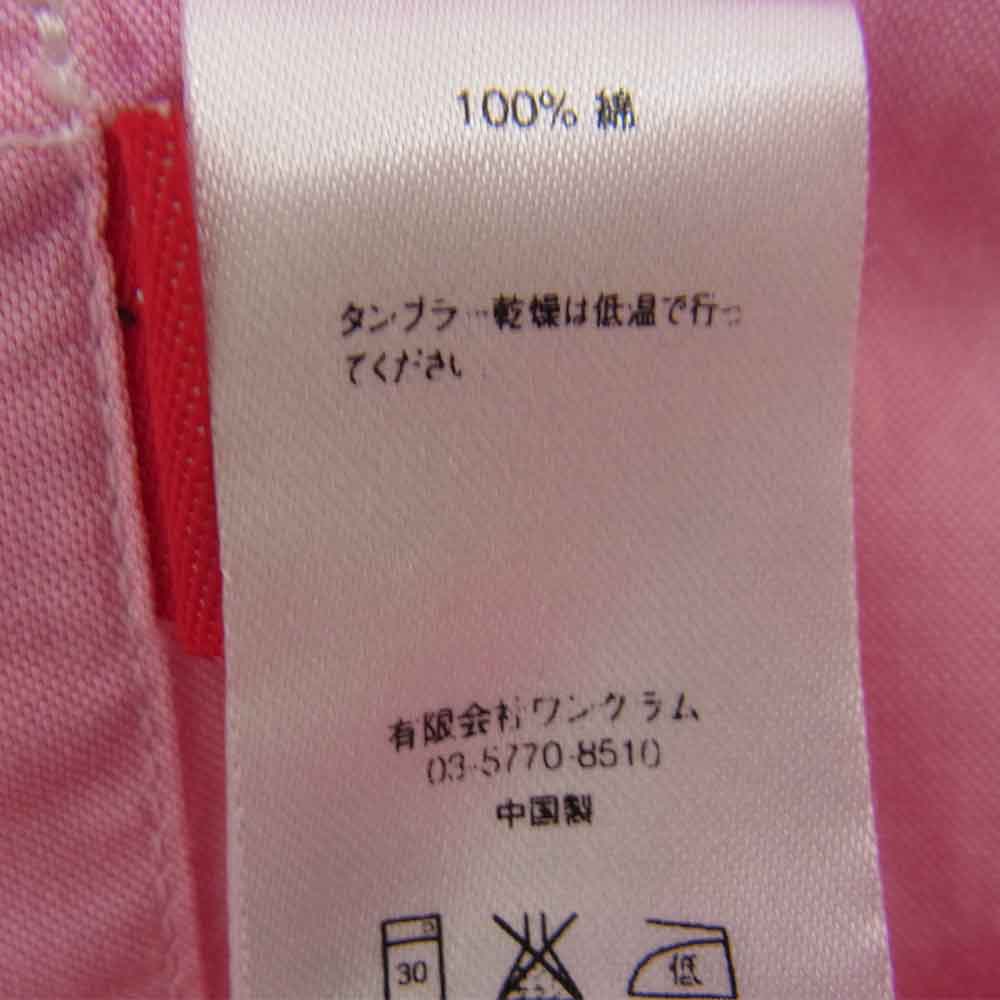 100% 綿
タンブラー乾燥は低温で行っ
てください
有限会社ワングラム
03-5770-8510
中国製
30 低